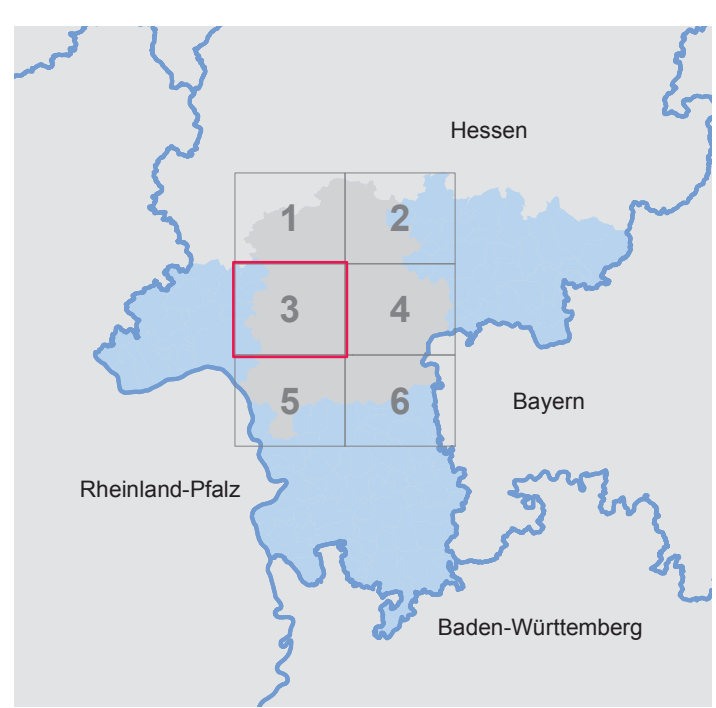 Hessen
1 2
3 4
5 6
Bayern
Rheinland-Pfalz
Baden-Württemberg